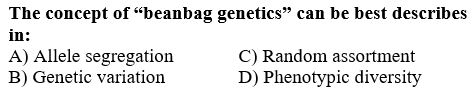 The concept of “beanbag genetics” can be best describes
in:
A) Allele segregation C) Random assortment
B) Genetic variation D) Phenotypic diversity